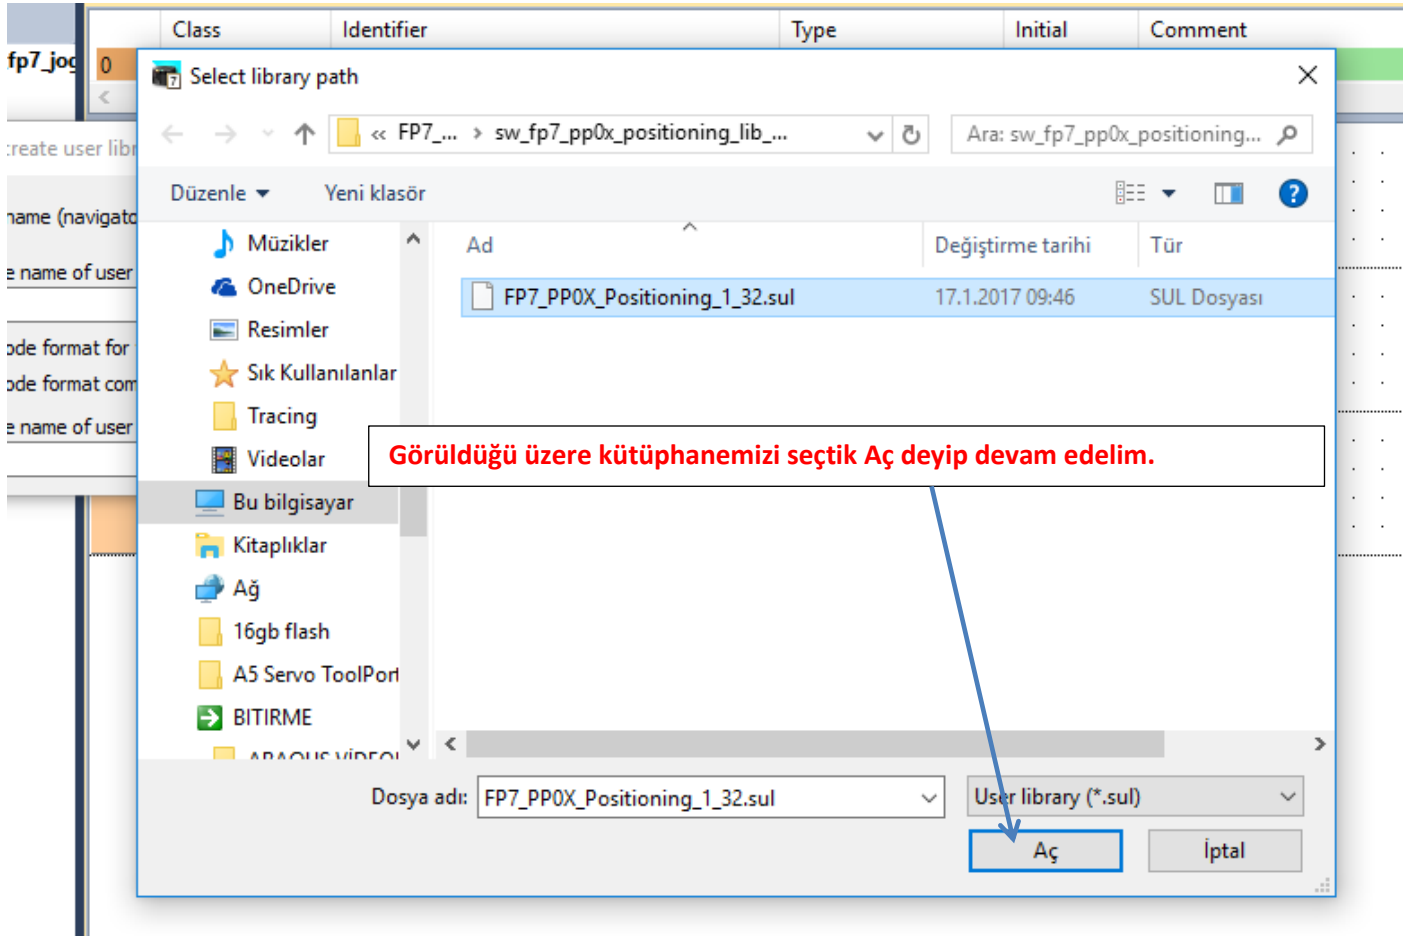 Class Identifier Type Initial Comment
fp7_jog 0
Select library path
« FP7_... › sw_fp7_pp0x_positioning_lib_... Ara: sw_fp7_pp0x_positioning...
create user libr
Düzenle Yeni klasör
name (navigato
Müzikler Ad Değiştirme tarihi Tür
e name of user
OneDrive FP7_PP0X_Positioning_1_32.sul 17.1.2017 09:46 SUL Dosyası
Resimler
ode format for
Sık Kullanılanlar
ode format com
Tracing
e name of user
Videolar
Görüldüğü üzere kütüphanemizi seçtik Aç deyip devam edelim.
Bu bilgisayar
Kitaplıklar
Ağ
16gb flash
A5 Servo ToolPort
BITIRME
ABAQUS VİDEOL
Dosya adı: FP7_PP0X_Positioning_1_32.sul User library (*.sul)
Aç İptal